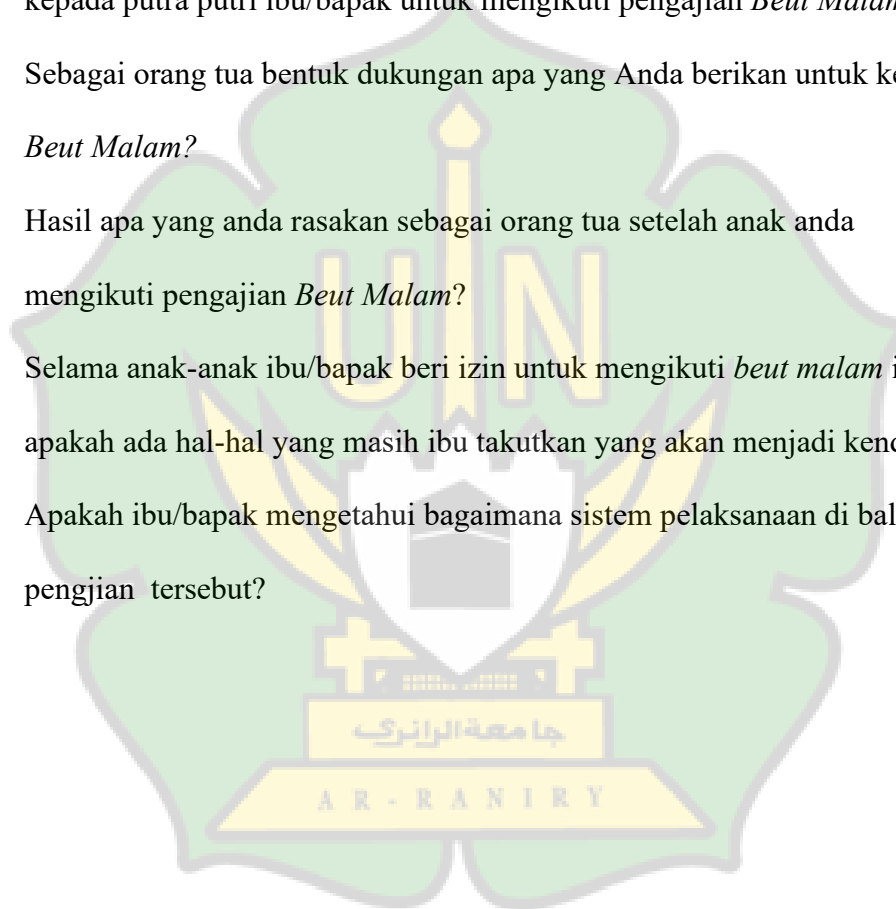 kepada putra putri ibu/bapak untuk mengikuti pengajian Beut Malam
Sebagai orang tua bentuk dukungan apa yang Anda berikan untuk ke
Beut Malam?
Hasil apa yang anda rasakan sebagai orang tua setelah anak anda
mengikuti pengajian Beut Malam?
Selama anak-anak ibu/bapak beri izin untuk mengikuti beut malam i
apakah ada hal-hal yang masih ibu takutkan yang akan menjadi kend
Apakah ibu/bapak mengetahui bagaimana sistem pelaksanaan di bal
pengjian tersebut?
UIN
جامعة الرانري
AR-RANIRY